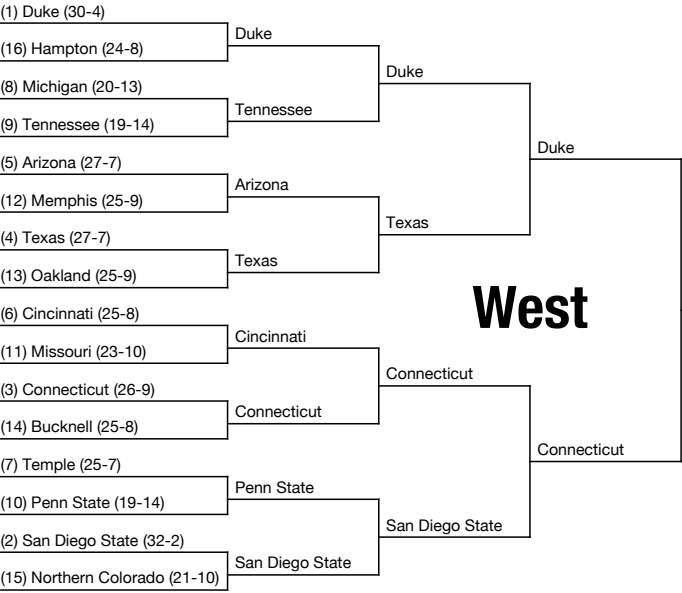 (1) Duke (30-4)
(16) Hampton (24-8)
(8) Michigan (20-13)
(9) Tennessee (19-14)
(5) Arizona (27-7)
(12) Memphis (25-9)
(4) Texas (27-7)
(13) Oakland (25-9)
(6) Cincinnati (25-8)
(11) Missouri (23-10)
(3) Connecticut (26-9)
(14) Bucknell (25-8)
(7) Temple (25-7)
(10) Penn State (19-14)
(2) San Diego State (32-2)
(15) Northern Colorado (21-10)
Duke
Tennessee
Arizona
Texas
Cincinnati
Connecticut
Penn State
San Diego State
Duke
Texas
Connecticut
San Diego State
Duke
Connecticut
West